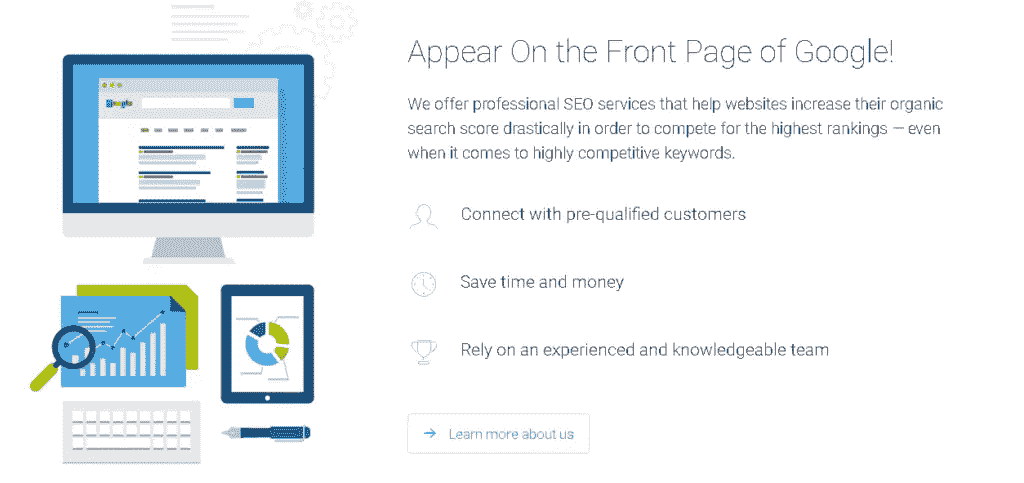 Appear On the Front Page of Google!
We offer professional SEO services that help websites increase their organic
search score drastically in order to compete for the highest rankings — even
when it comes to highly competitive keywords.
Connect with pre-qualified customers
Save time and money
Rely on an experienced and knowledgeable team
Learn more about us